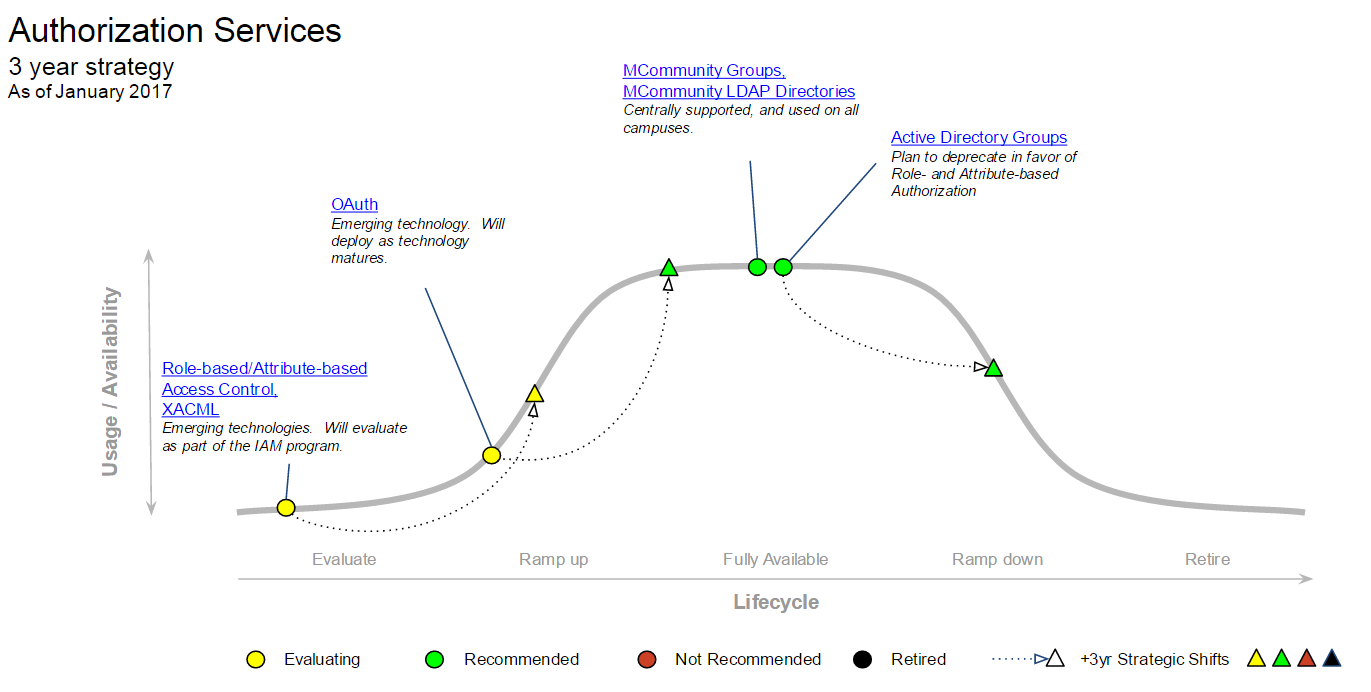 Authorization Services
3 year strategy
As of January 2017
MCommunity Groups,
MCommunity LDAP Directories
Centrally supported, and used on all
campuses.
Active Directory Groups
Plan to deprecate in favor of
Role- and Attribute-based
Authorization
OAuth
Emerging technology.  Will
deploy as technology
matures.
Role-based/Attribute-based
Access Control,
XACML
Emerging technologies.  Will evaluate
as part of the IAM program.
Usage / Availability
Evaluate
Ramp up
Fully Available
Ramp down
Retire
Lifecycle
Evaluating
Recommended
Not Recommended
Retired
+3yr Strategic Shifts